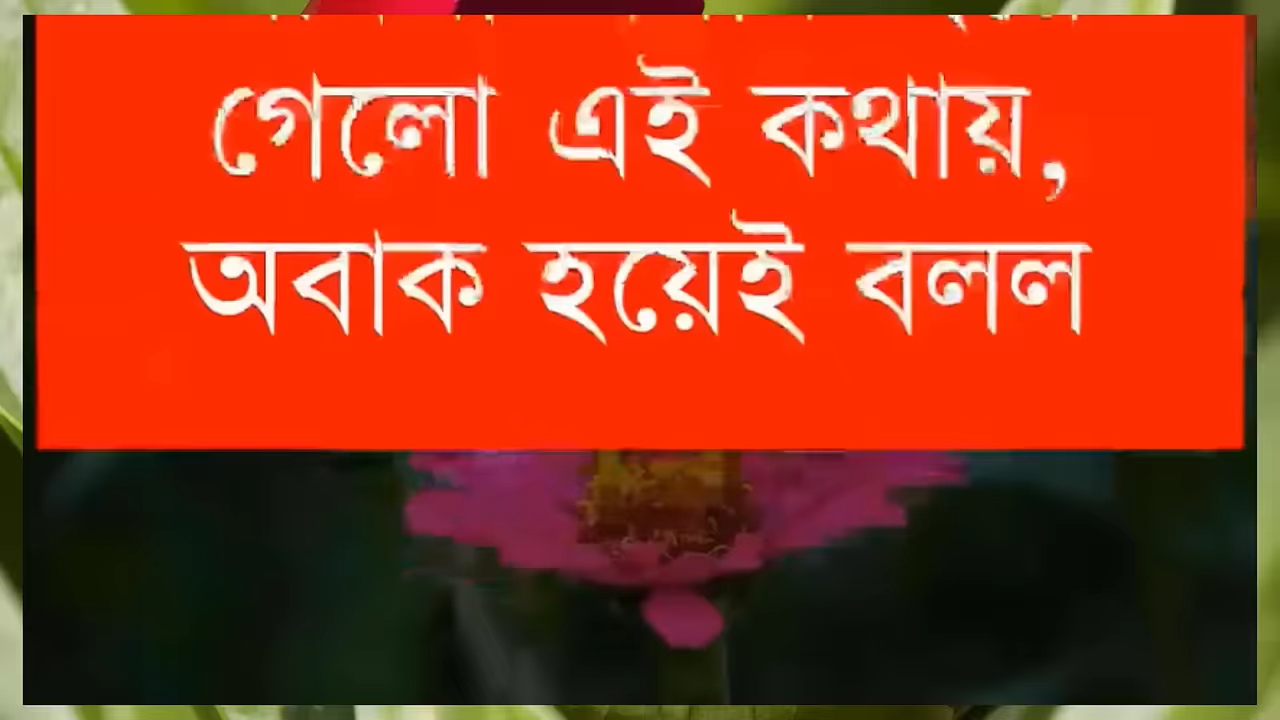 গেলো এই কথায়,
অবাক হয়েই বলল